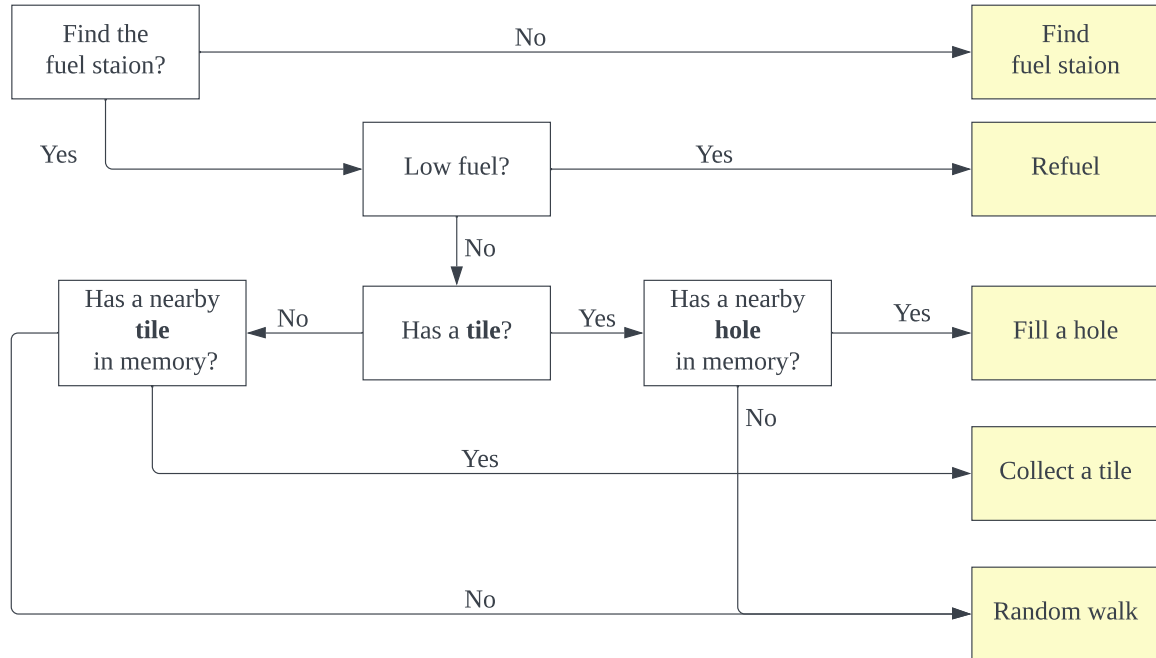 Find the
fuel staion?
No
Find
fuel staion
Yes
Low fuel?
Yes
Refuel
No
Has a nearby
tile
in memory?
No
Has a tile?
Yes
Has a nearby
hole
in memory?
Yes
Fill a hole
No
Yes
Collect a tile
No
Random walk